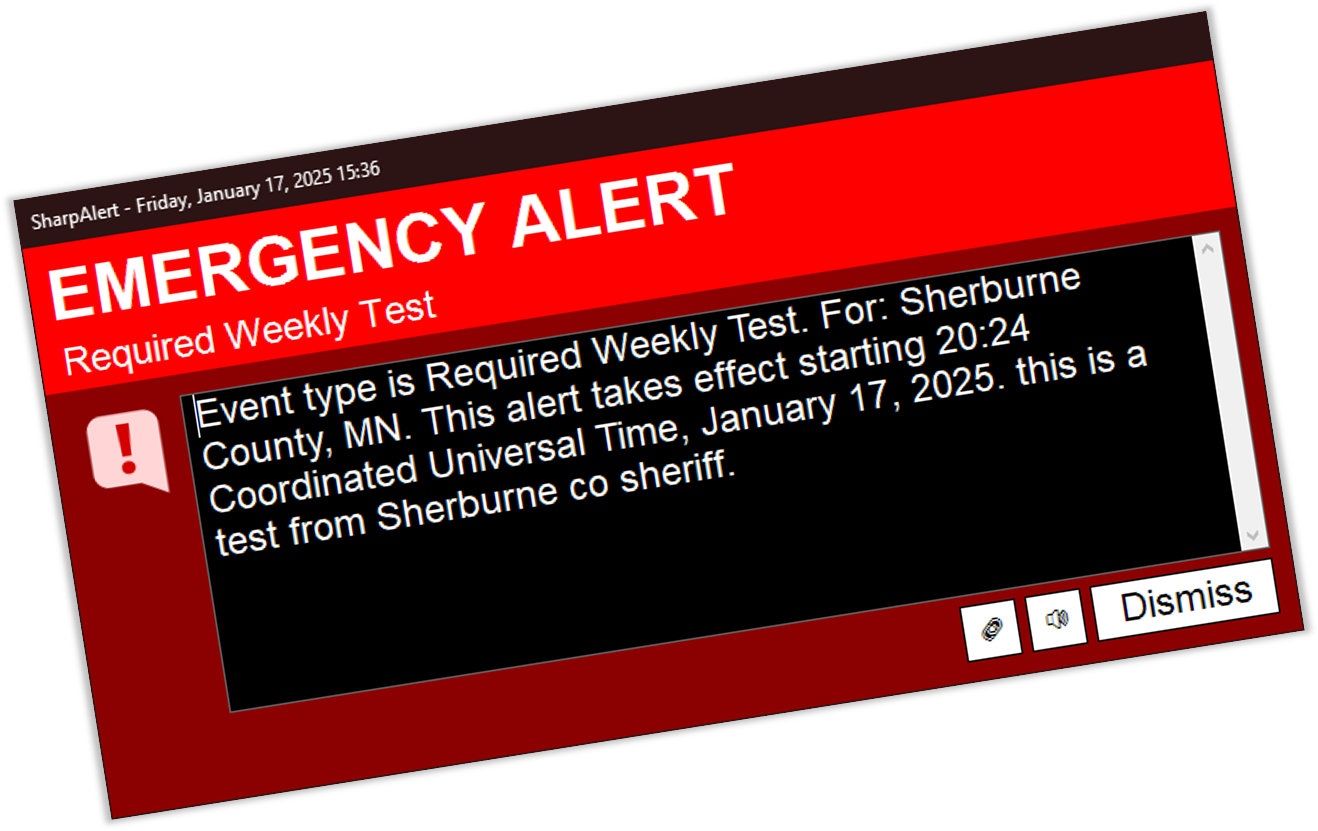 SharpAlert - Friday, January 17, 2025 15:36
EMERGENCY ALERT
Required Weekly Test
!
Event type is Required Weekly Test. For: Sherburne
County, MN. This alert takes effect starting 20:24
Coordinated Universal Time, January 17, 2025. this is a
test from Sherburne co sheriff.
Dismiss